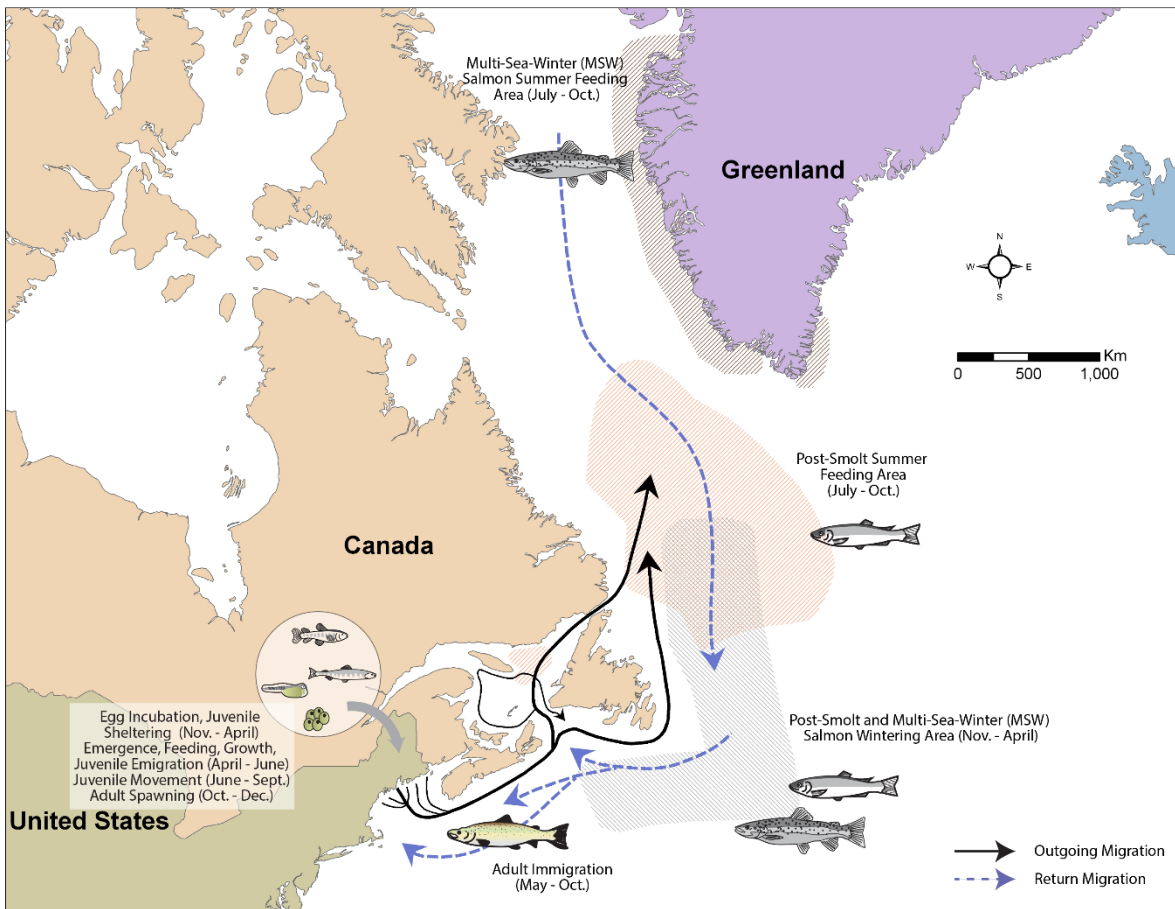 Multi-Sea-Winter (MSW)
Salmon Summer Feeding
Area (July - Oct.)
Greenland
N
W
E
S
Km
0
500
1,000
Post-Smolt Summer
Feeding Area
(July - Oct.)
Canada
Egg Incubation, Juvenile
Sheltering (Nov. - April)
Emergence, Feeding, Growth,
Juvenile Emigration (April - June)
Juvenile Movement (June - Sept.)
Adult Spawning (Oct. - Dec.)
United States
Post-Smolt and Multi-Sea-Winter (MSW)
Salmon Wintering Area (Nov. - April)
Adult Immigration
(May - Oct.)
Outgoing Migration
Return Migration